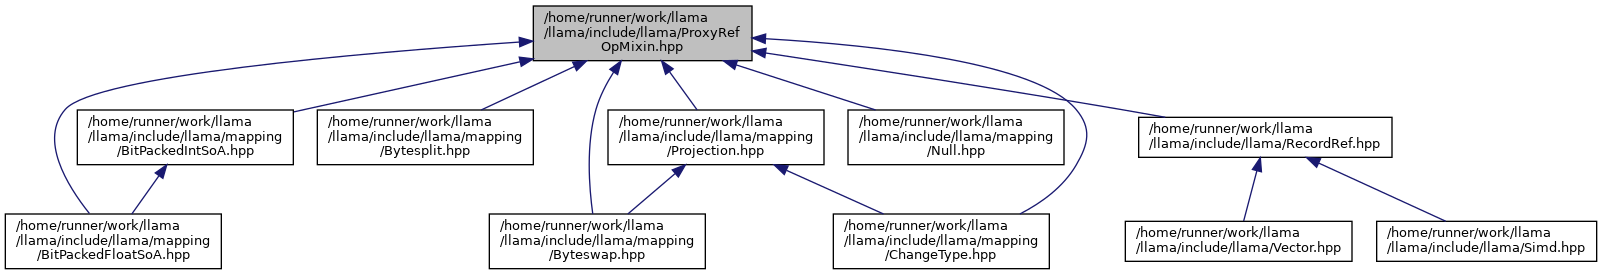 /home/runner/work/llama
/llama/include/llama/ProxyRef
OpMixin.hpp
/home/runner/work/llama
/llama/include/llama/mapping
/BitPackedIntSoA.hpp
/home/runner/work/llama
/llama/include/llama/mapping
/Bytesplit.hpp
/home/runner/work/llama
/llama/include/llama/mapping
/Projection.hpp
/home/runner/work/llama
/llama/include/llama/mapping
/Null.hpp
/home/runner/work/llama
/llama/include/llama/RecordRef.hpp
/home/runner/work/llama
/llama/include/llama/mapping
/BitPackedFloatSoA.hpp
/home/runner/work/llama
/llama/include/llama/mapping
/Byteswap.hpp
/home/runner/work/llama
/llama/include/llama/mapping
/ChangeType.hpp
/home/runner/work/llama
/llama/include/llama/Vector.hpp
/home/runner/work/llama
/llama/include/llama/Simd.hpp